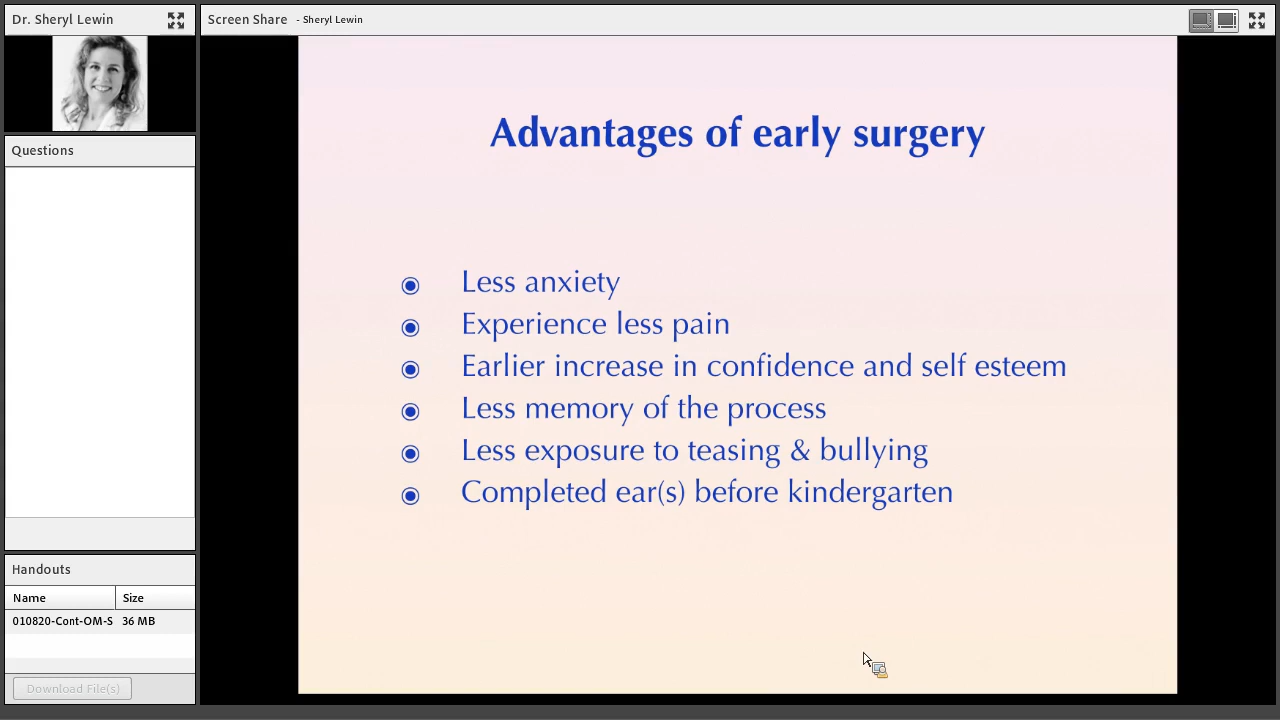 Dr. Sheryl Lewin
Screen Share - Sheryl Lewin
Questions
Advantages of early surgery
Less anxiety
Experience less pain
Earlier increase in confidence and self esteem
Less memory of the process
Less exposure to teasing & bullying
Completed ear(s) before kindergarten
Handouts
Name Size
010820-Cont-OM-S 36 MB
Download File(s)